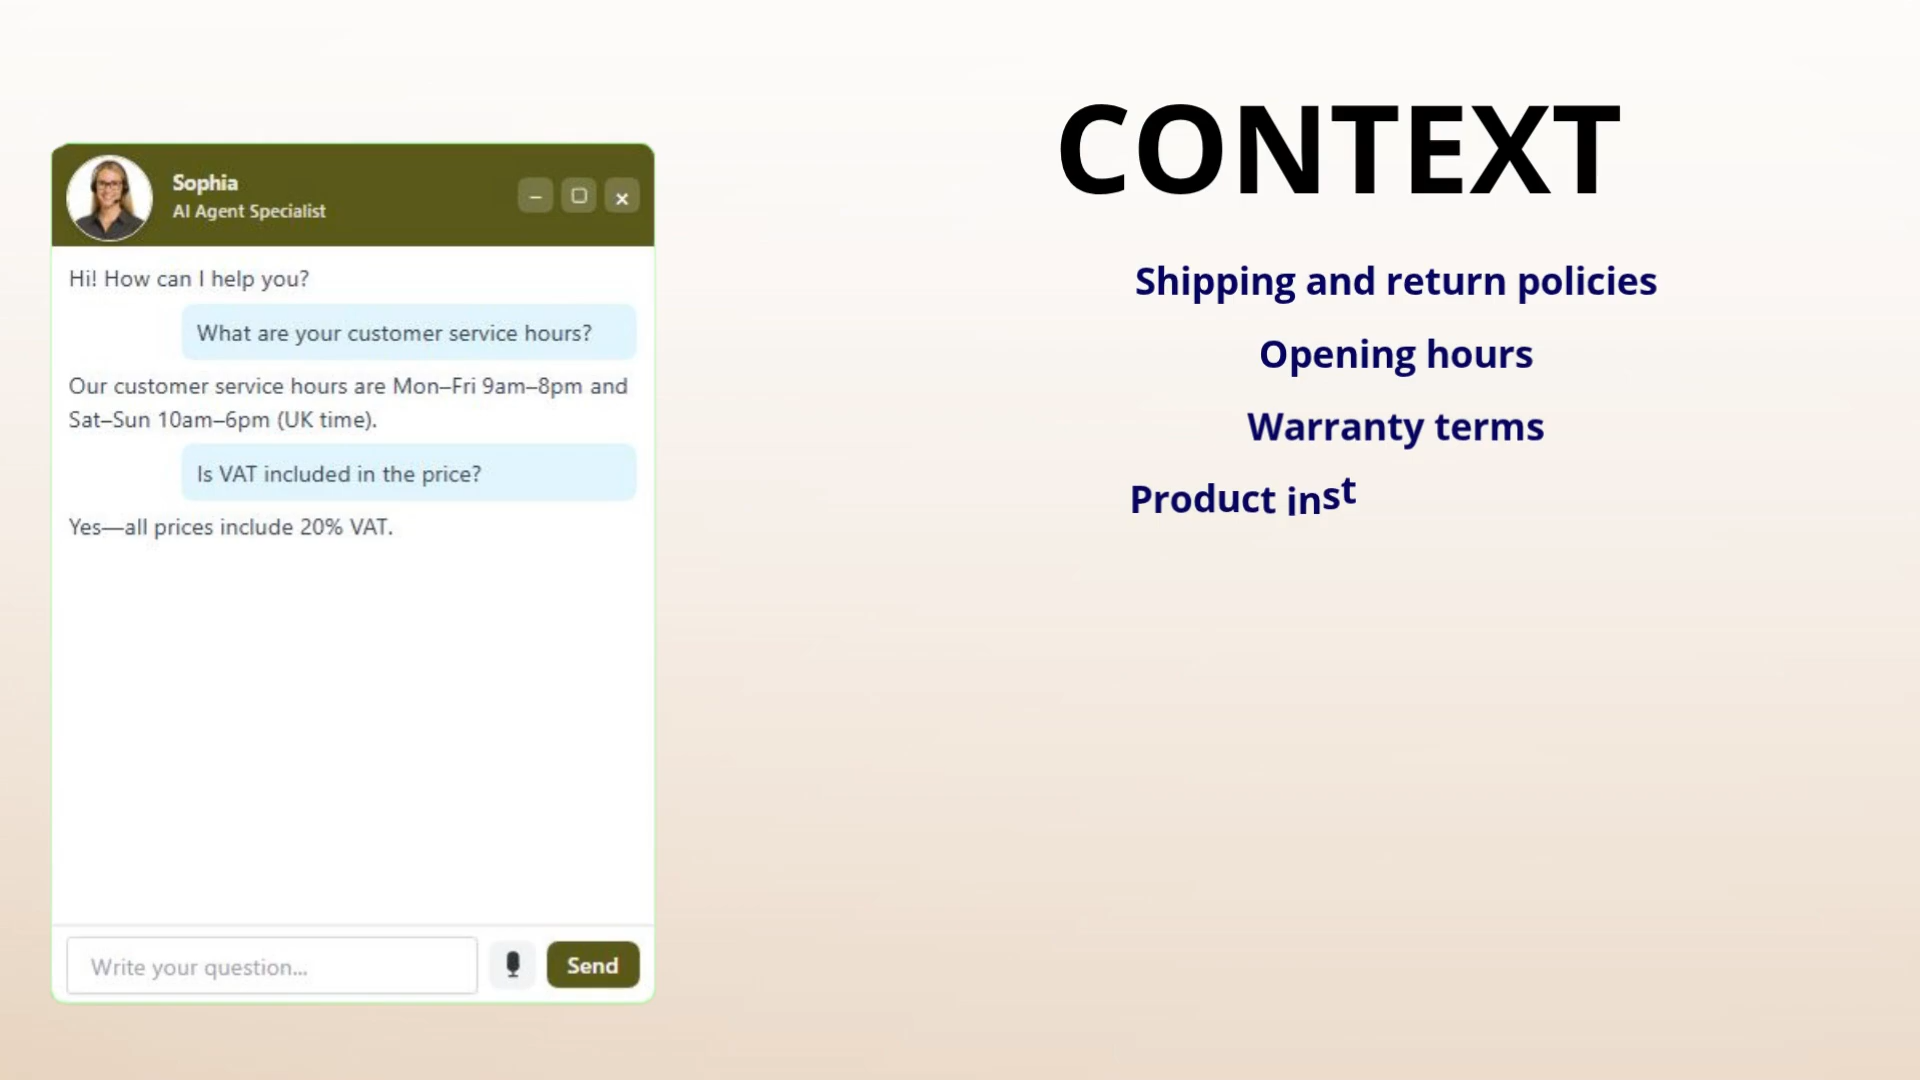 Sophia
AI Agent Specialist
Hi! How can I help you?
What are your customer service hours?
Our customer service hours are Mon–Fri 9am–8pm and
Sat–Sun 10am–6pm (UK time).
Is VAT included in the price?
Yes—all prices include 20% VAT.
Write your question...
Send
CONTEXT
Shipping and return policies
Opening hours
Warranty terms
Product inst